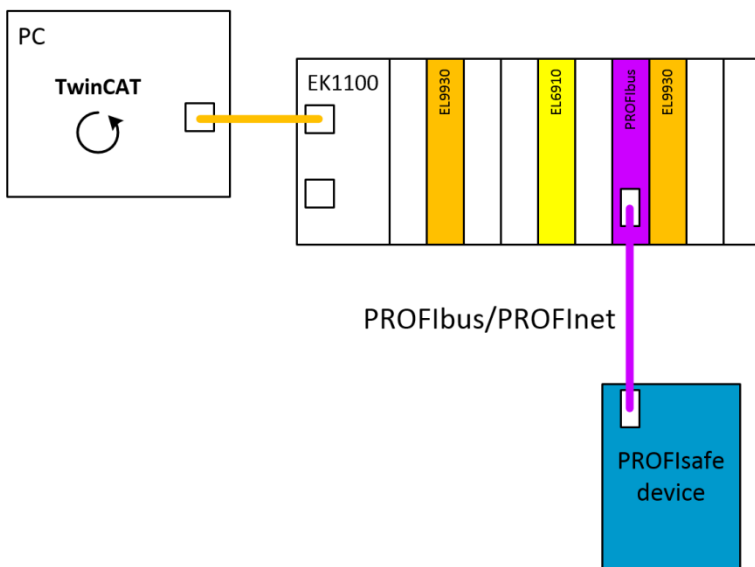 PC
TwinCAT
EK1100
EL9930
EL6910
PROFIbus
EL9930
PROFIbus/PROFInet
PROFIsafe
device